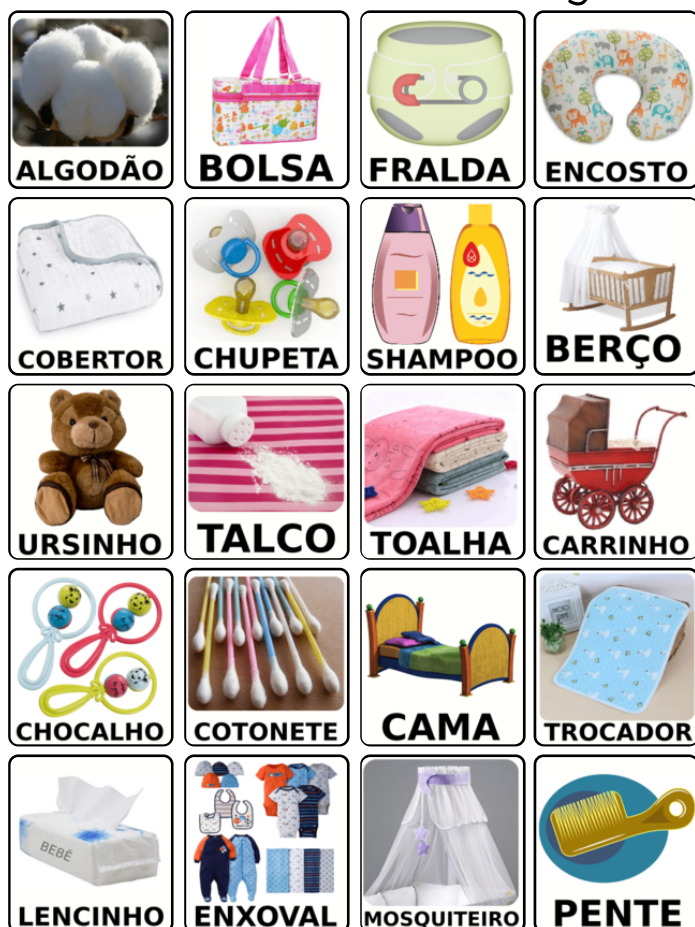 ALGODÃO
BOLSA
FRALDA
ENCOSTO
COBERTOR
CHUPETA
SHAMPOO
BERÇO
URSINHO
TALCO
TOALHA
CARRINHO
CHOCALHO
COTONETE
CAMA
TROCADOR
BEBÊ
LENCINHO
ENXOVAL
MOSQUITEIRO
PENTE